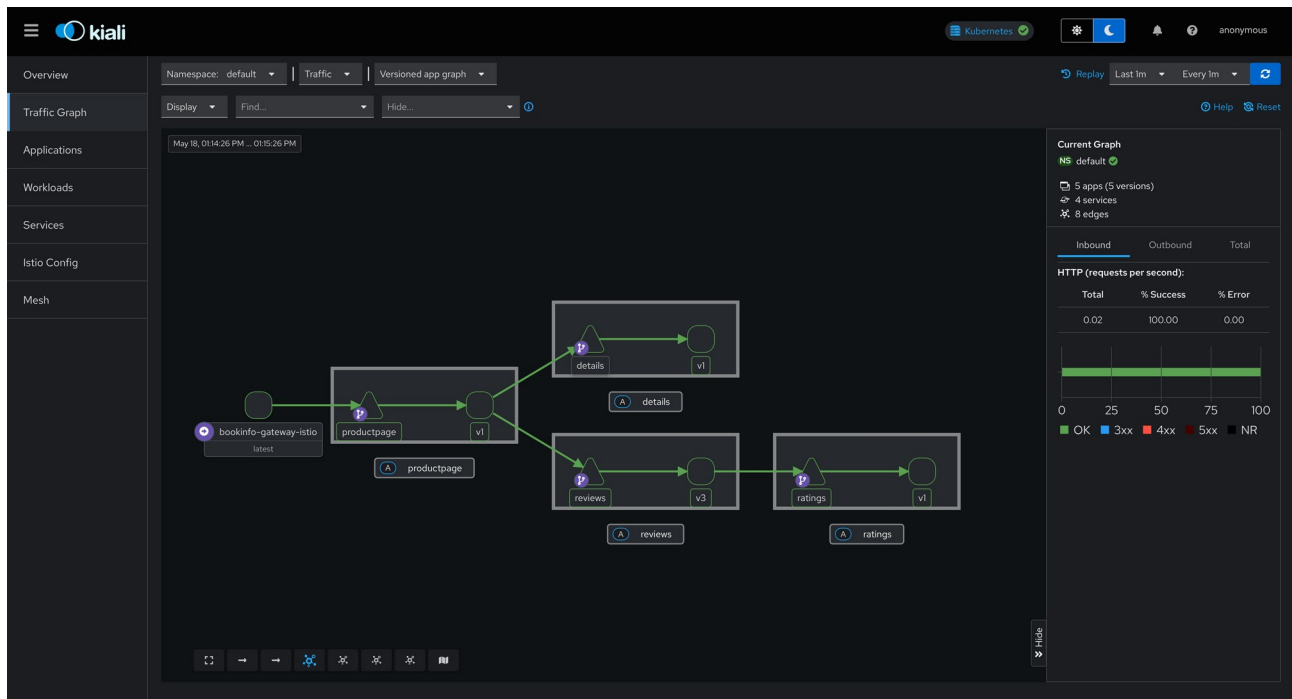 kiali
Kubernetes
anonymous
Overview
Traffic Graph
Applications
Workloads
Services
Istio Config
Mesh
Namespace: default
Traffic
Versioned app graph
Replay
Last 1m
Every 1m
Display
Find...
Hide...
Help
Reset
May 18, 01:14:26 PM ... 01:15:26 PM
bookinfo-gateway-istio
latest
productpage
v1
A productpage
details
v1
A details
reviews
v3
A reviews
ratings
v1
A ratings
Hide
Current Graph
NS default
5 apps (5 versions)
4 services
8 edges
Inbound Outbound Total
HTTP (requests per second):
Total % Success % Error
0.02 100.00 0.00
0 25 50 75 100
OK 3xx 4xx 5xx NR